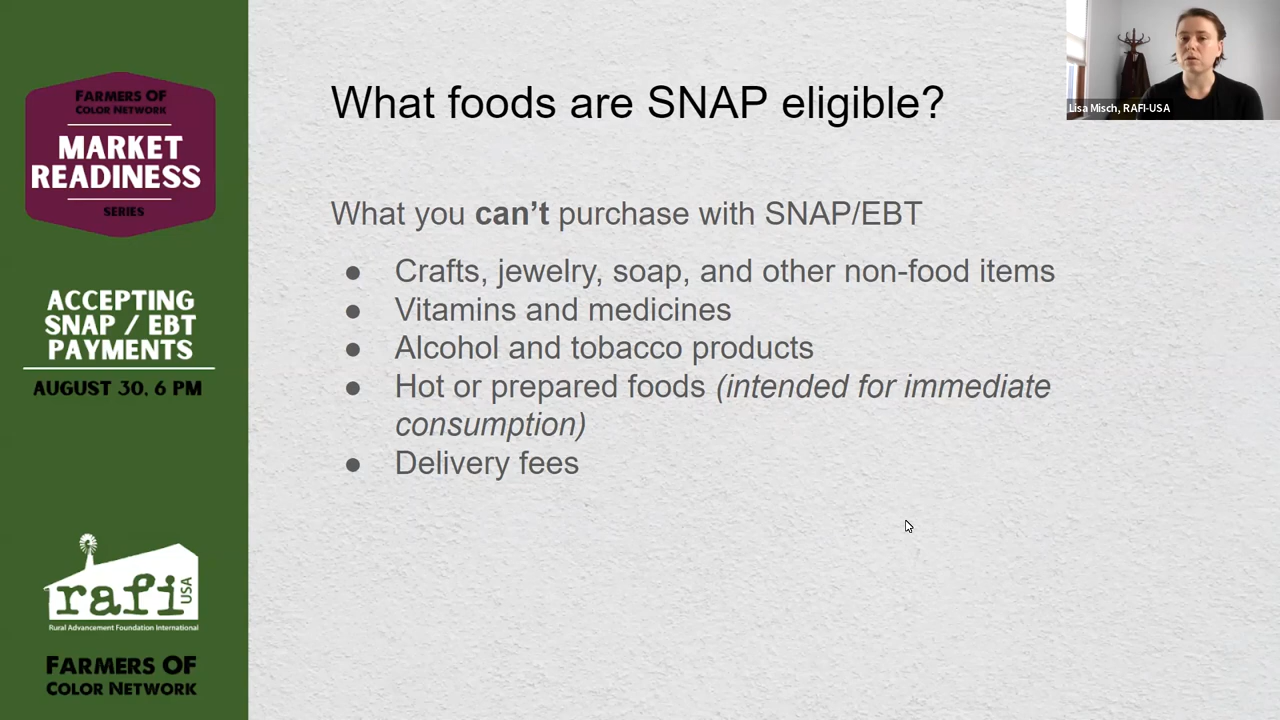 FARMERS OF
COLOR NETWORK
MARKET
READINESS
SERIES
ACCEPTING
SNAP / EBT
PAYMENTS
AUGUST 30, 6 PM
rafi
USA
Rural Advancement Foundation International
FARMERS OF
COLOR NETWORK
What foods are SNAP eligible?
What you can't purchase with SNAP/EBT
● Crafts, jewelry, soap, and other non-food items
● Vitamins and medicines
● Alcohol and tobacco products
● Hot or prepared foods (intended for immediate
consumption)
● Delivery fees
Lisa Misch, RAFI-USA